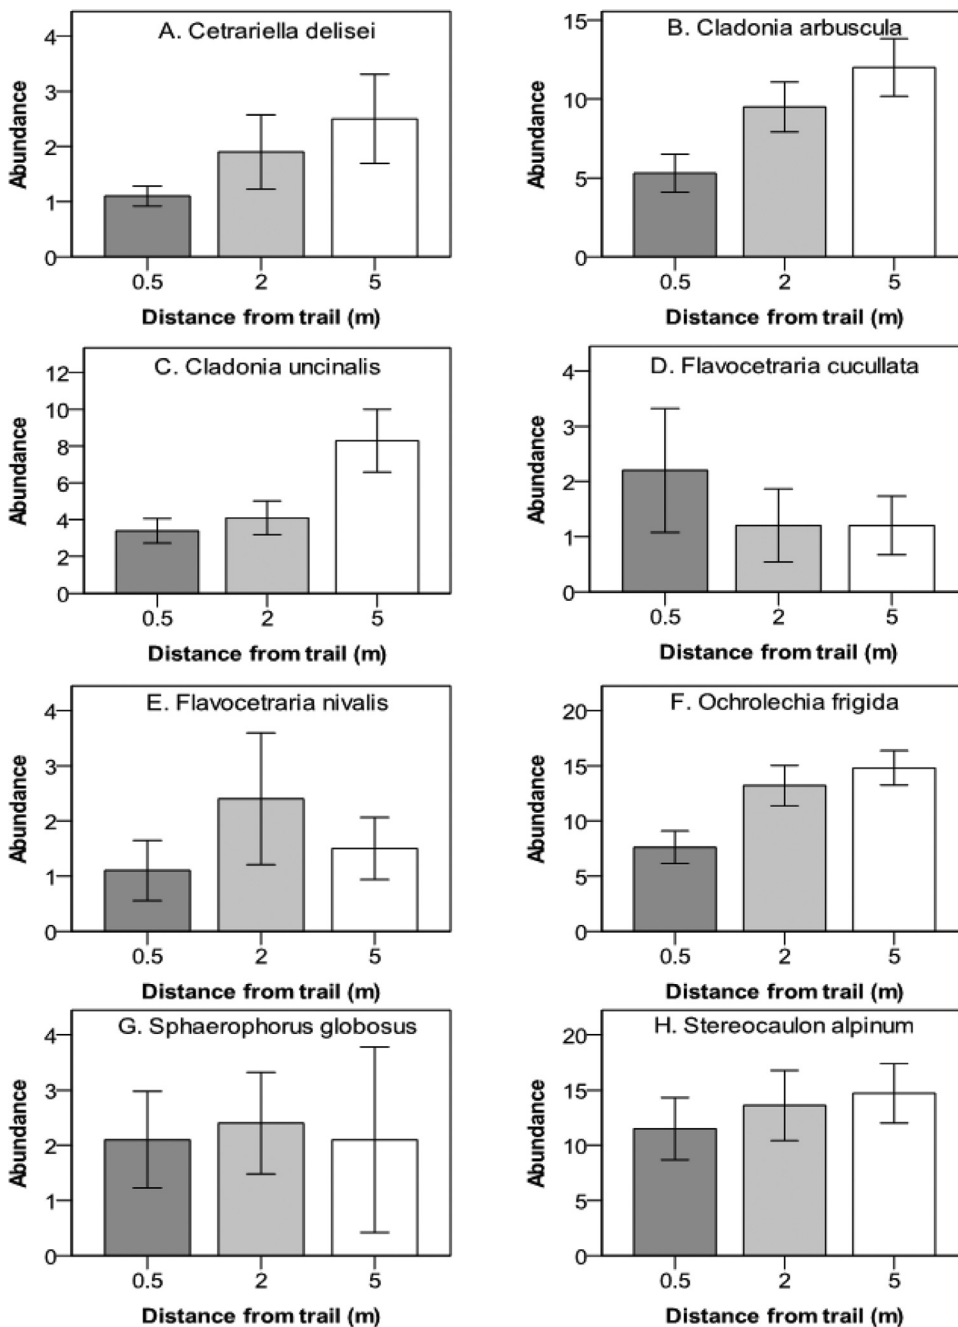 A. Cetrariella delisei
4
3
2
1
0
Abundance
0.5 2 5
Distance from trail (m)
B. Cladonia arbuscula
15
10
5
0
Abundance
0.5 2 5
Distance from trail (m)
C. Cladonia uncinalis
12
10
8
6
4
2
0
Abundance
0.5 2 5
Distance from trail (m)
D. Flavocetraria cucullata
4
3
2
1
0
Abundance
0.5 2 5
Distance from trail (m)
E. Flavocetraria nivalis
4
3
2
1
0
Abundance
0.5 2 5
Distance from trail (m)
F. Ochrolechia frigida
20
15
10
5
0
Abundance
0.5 2 5
Distance from trail (m)
G. Sphaerophorus globosus
4
3
2
1
0
Abundance
0.5 2 5
Distance from trail (m)
H. Stereocaulon alpinum
20
15
10
5
0
Abundance
0.5 2 5
Distance from trail (m)